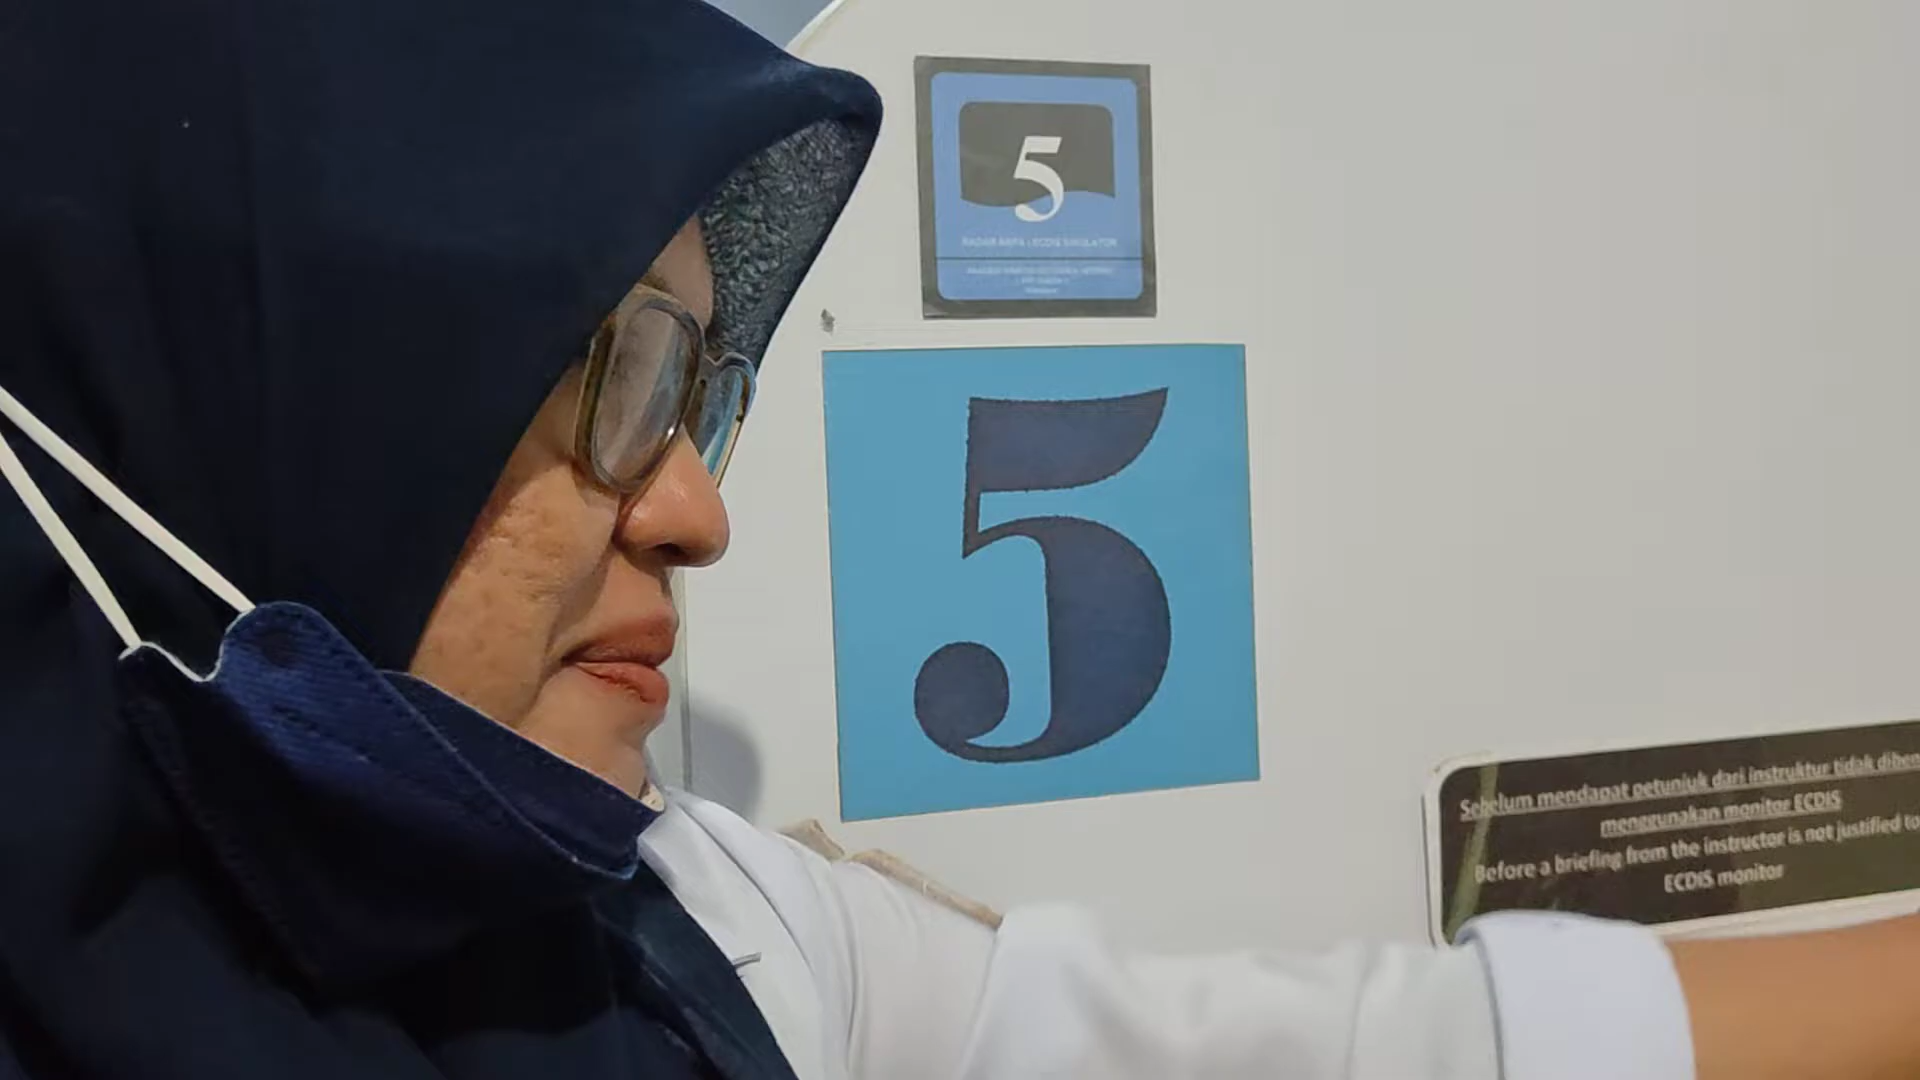 5
RADAR ARPA - ECDIS SIMULATOR
5
Sebelum mendapat petunjuk dari instruktur tidak
menggunakan monitor ECDIS
Before a briefing from the instructor is not justified to
ECDIS monitor